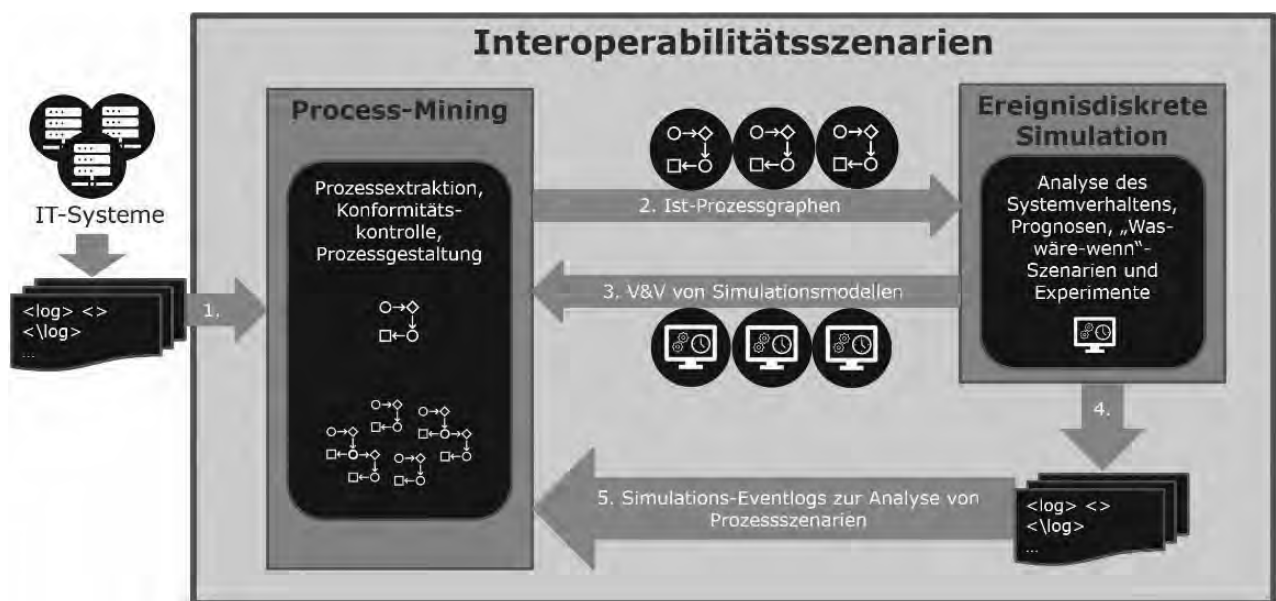 Interoperabilitätsszenarien
IT-Systeme
<log> <>
<\log>
...
1.
Process-Mining
Prozessextraktion,
Konformitäts-
kontrolle,
Prozessgestaltung
2. Ist-Prozessgraphen
3. V&V von Simulationsmodellen
Ereignisdiskrete
Simulation
Analyse des
Systemverhaltens,
Prognosen, „Was-
wäre-wenn“-
Szenarien und
Experimente
4.
<log> <>
<\log>
...
5. Simulations-Eventlogs zur Analyse von
Prozessszenarien